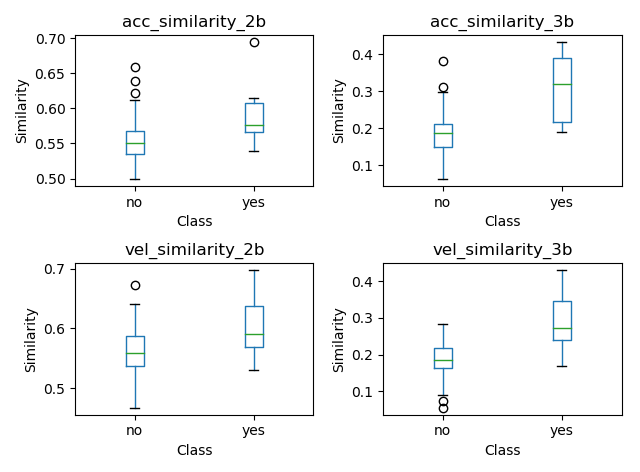 acc_similarity_2b
acc_similarity_3b
0.70
0.65
0.60
0.55
0.50
Similarity
no
yes
Class
0.4
0.3
0.2
0.1
Similarity
no
yes
Class
vel_similarity_2b
vel_similarity_3b
0.7
0.6
0.5
Similarity
no
yes
Class
0.4
0.3
0.2
0.1
Similarity
no
yes
Class